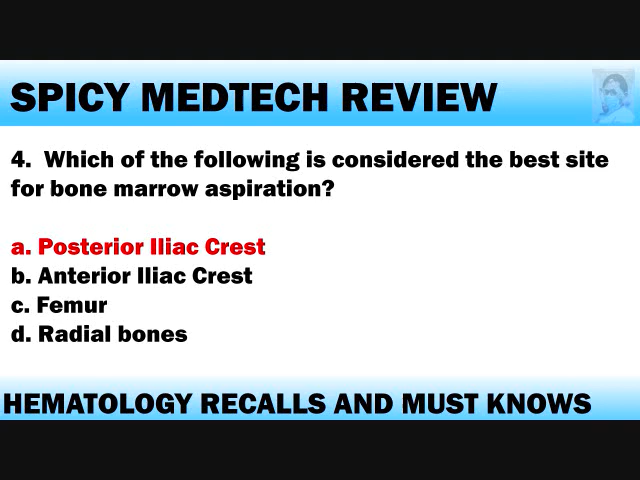 SPICY MEDTECH REVIEW
4.  Which of the following is considered the best site
for bone marrow aspiration?
a. Posterior Iliac Crest
b. Anterior Iliac Crest
c. Femur
d. Radial bones
HEMATOLOGY RECALLS AND MUST KNOWS